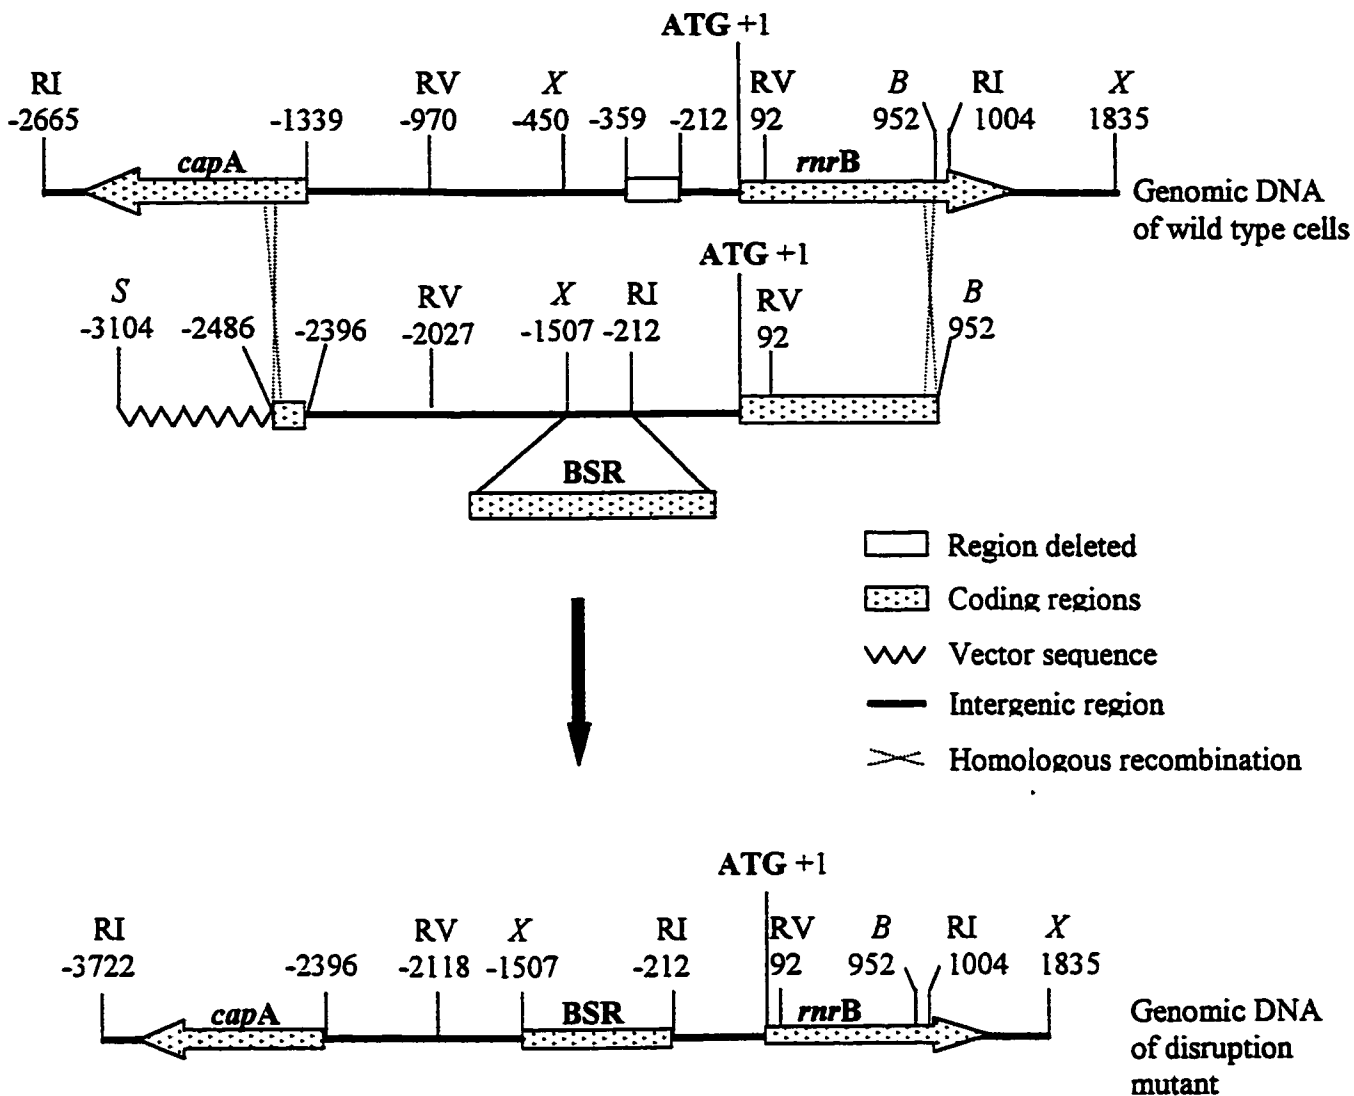 ATG +1
RI RV X RV B RI X
-2665 -1339 -970 -450 -359 -212 92 952 1004 1835
capA rnrB
Genomic DNA
of wild type cells
ATG +1
S RV X RI RV B
-3104 -2486 -2396 -2027 -1507 -212 92 952
BSR
Region deleted
Coding regions
Vector sequence
Intergenic region
Homologous recombination
ATG +1
RI RV X RI RV B RI X
-3722 -2396 -2118 -1507 -212 92 952 1004 1835
capA BSR rnrB
Genomic DNA
of disruption
mutant